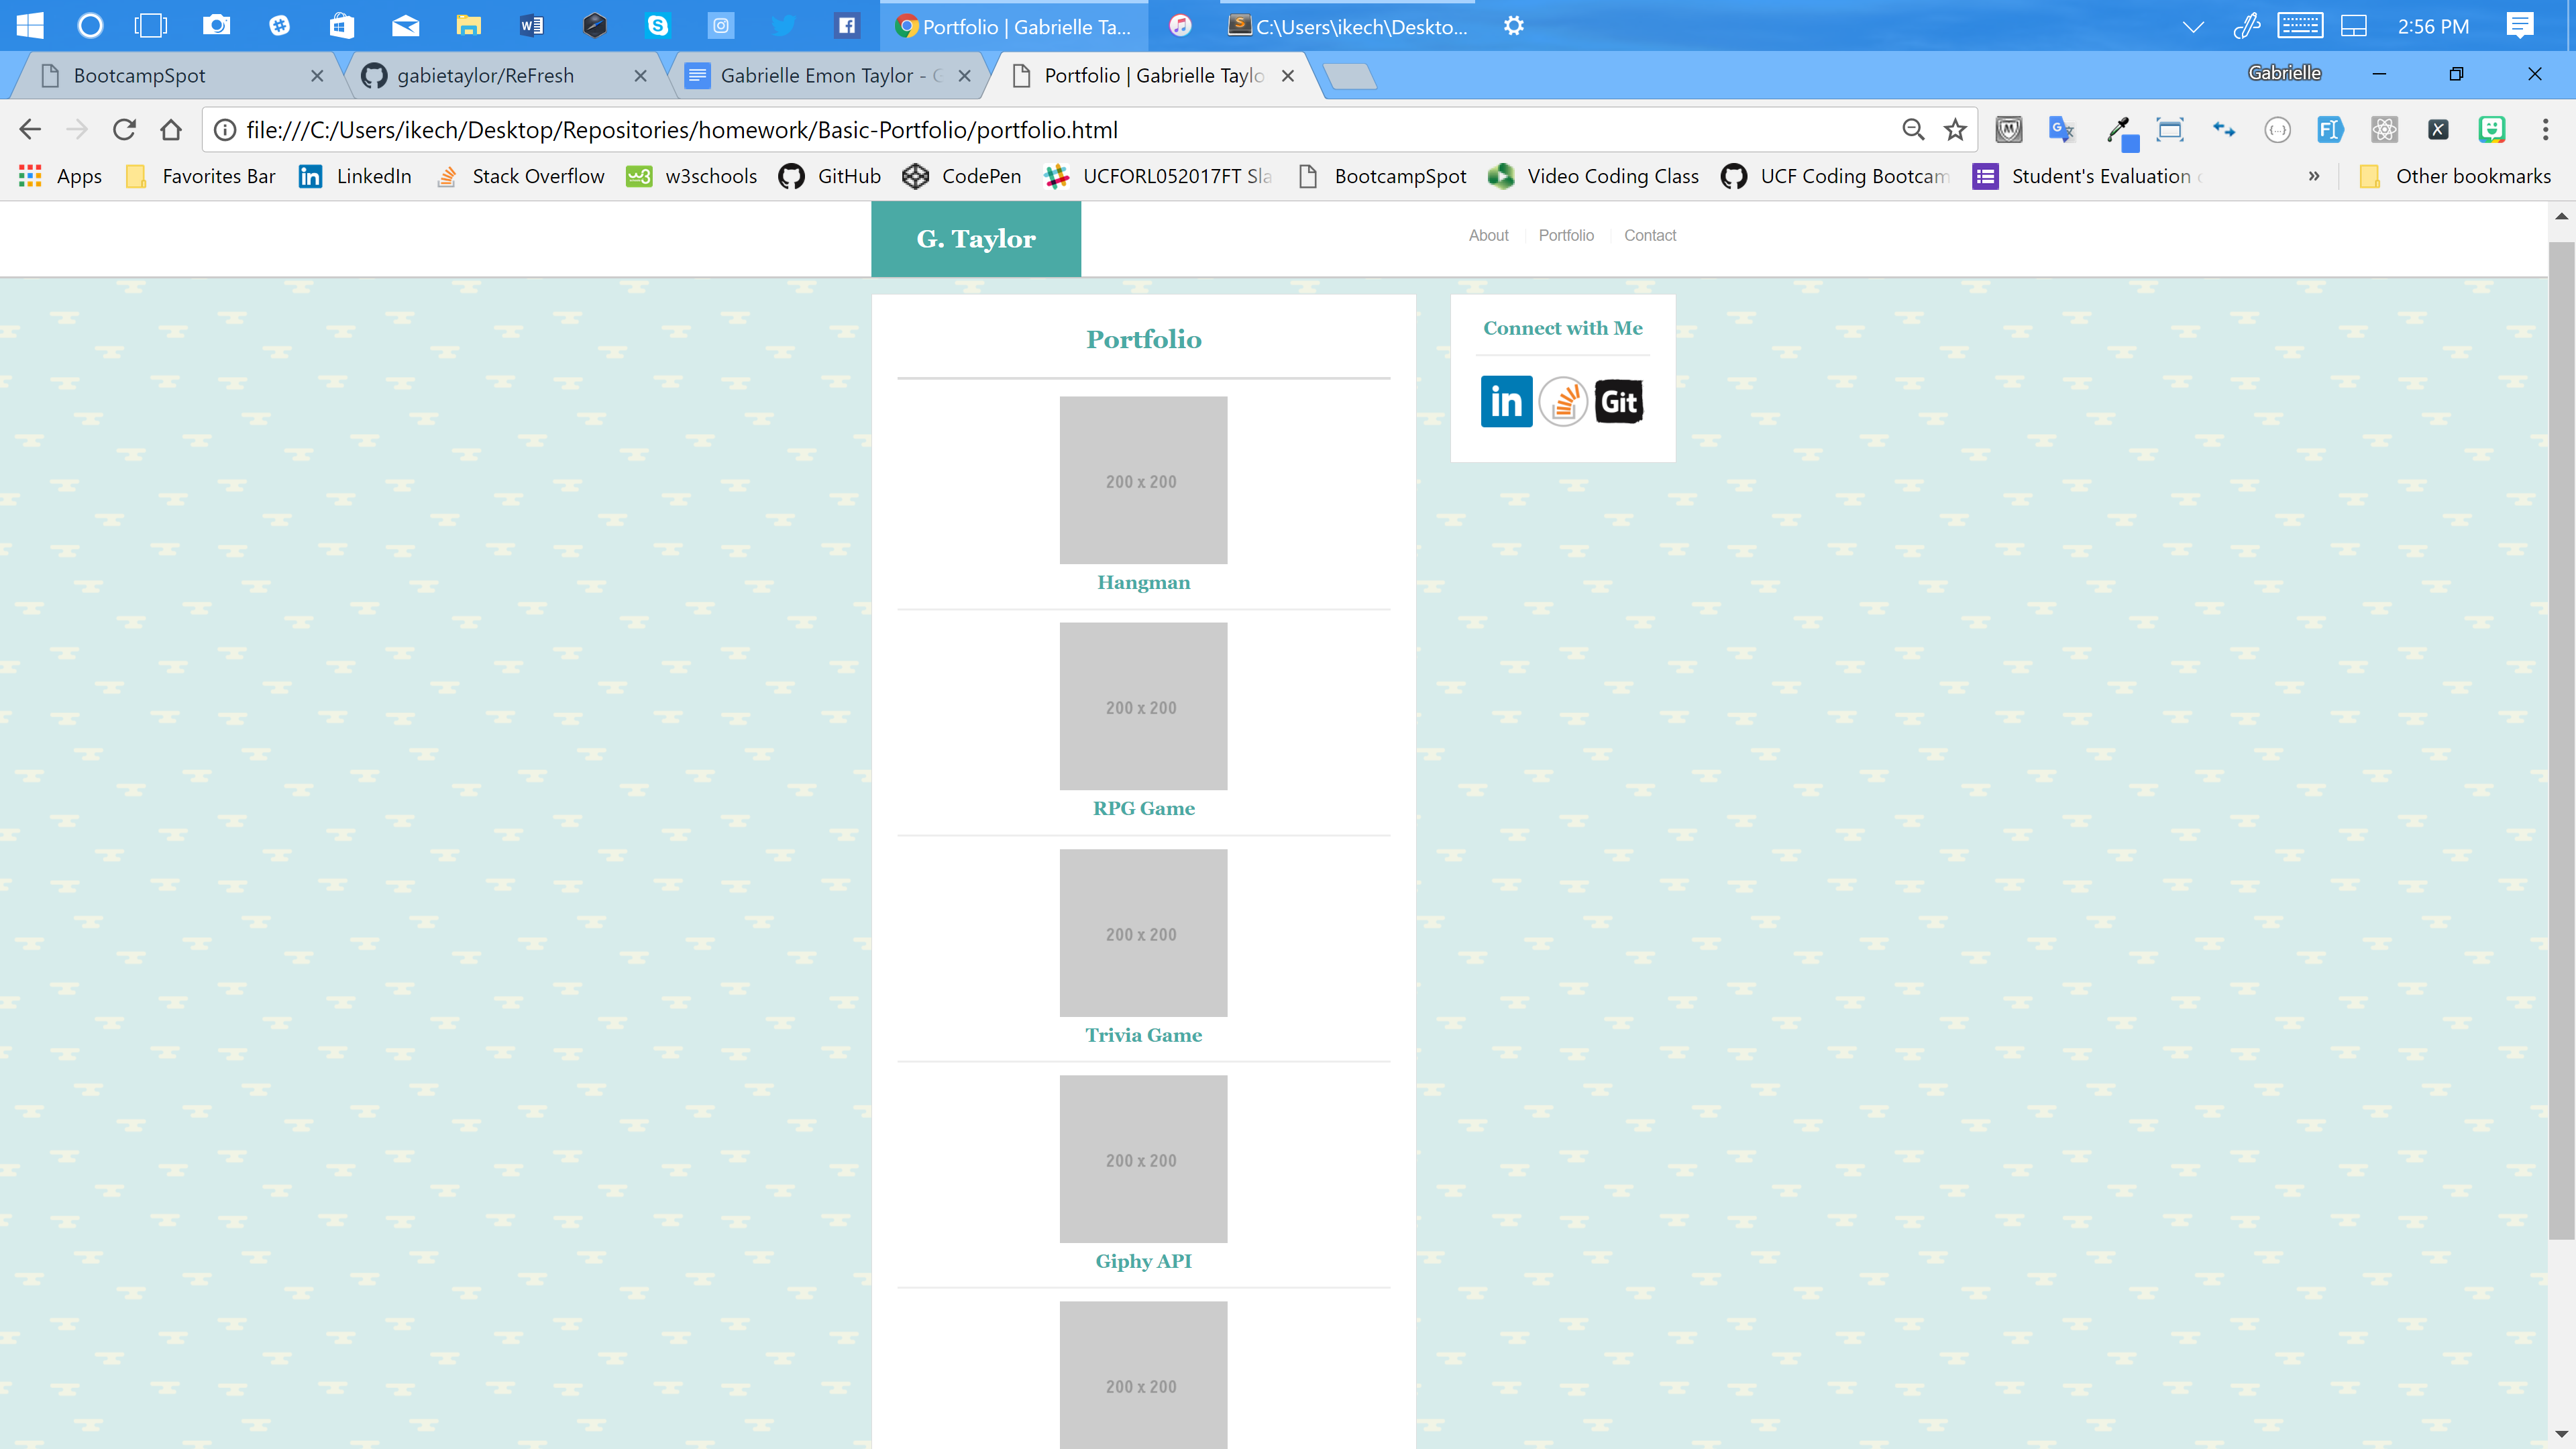 Portfolio | Gabrielle Ta...
C:\Users\ikech\Deskto...
2:56 PM
BootcampSpot
gabietaylor/ReFresh
Gabrielle Emon Taylor - G
Portfolio | Gabrielle Taylo
Gabrielle
file:///C:/Users/ikech/Desktop/Repositories/homework/Basic-Portfolio/portfolio.html
Apps
Favorites Bar
LinkedIn
Stack Overflow
w3schools
GitHub
CodePen
UCFORL052017FT Sla
BootcampSpot
Video Coding Class
UCF Coding Bootcam
Student's Evaluation
»
Other bookmarks
G. Taylor
About
Portfolio
Contact
Portfolio
Connect with Me
in
Git
200 x 200
Hangman
200 x 200
RPG Game
200 x 200
Trivia Game
200 x 200
Giphy API
200 x 200